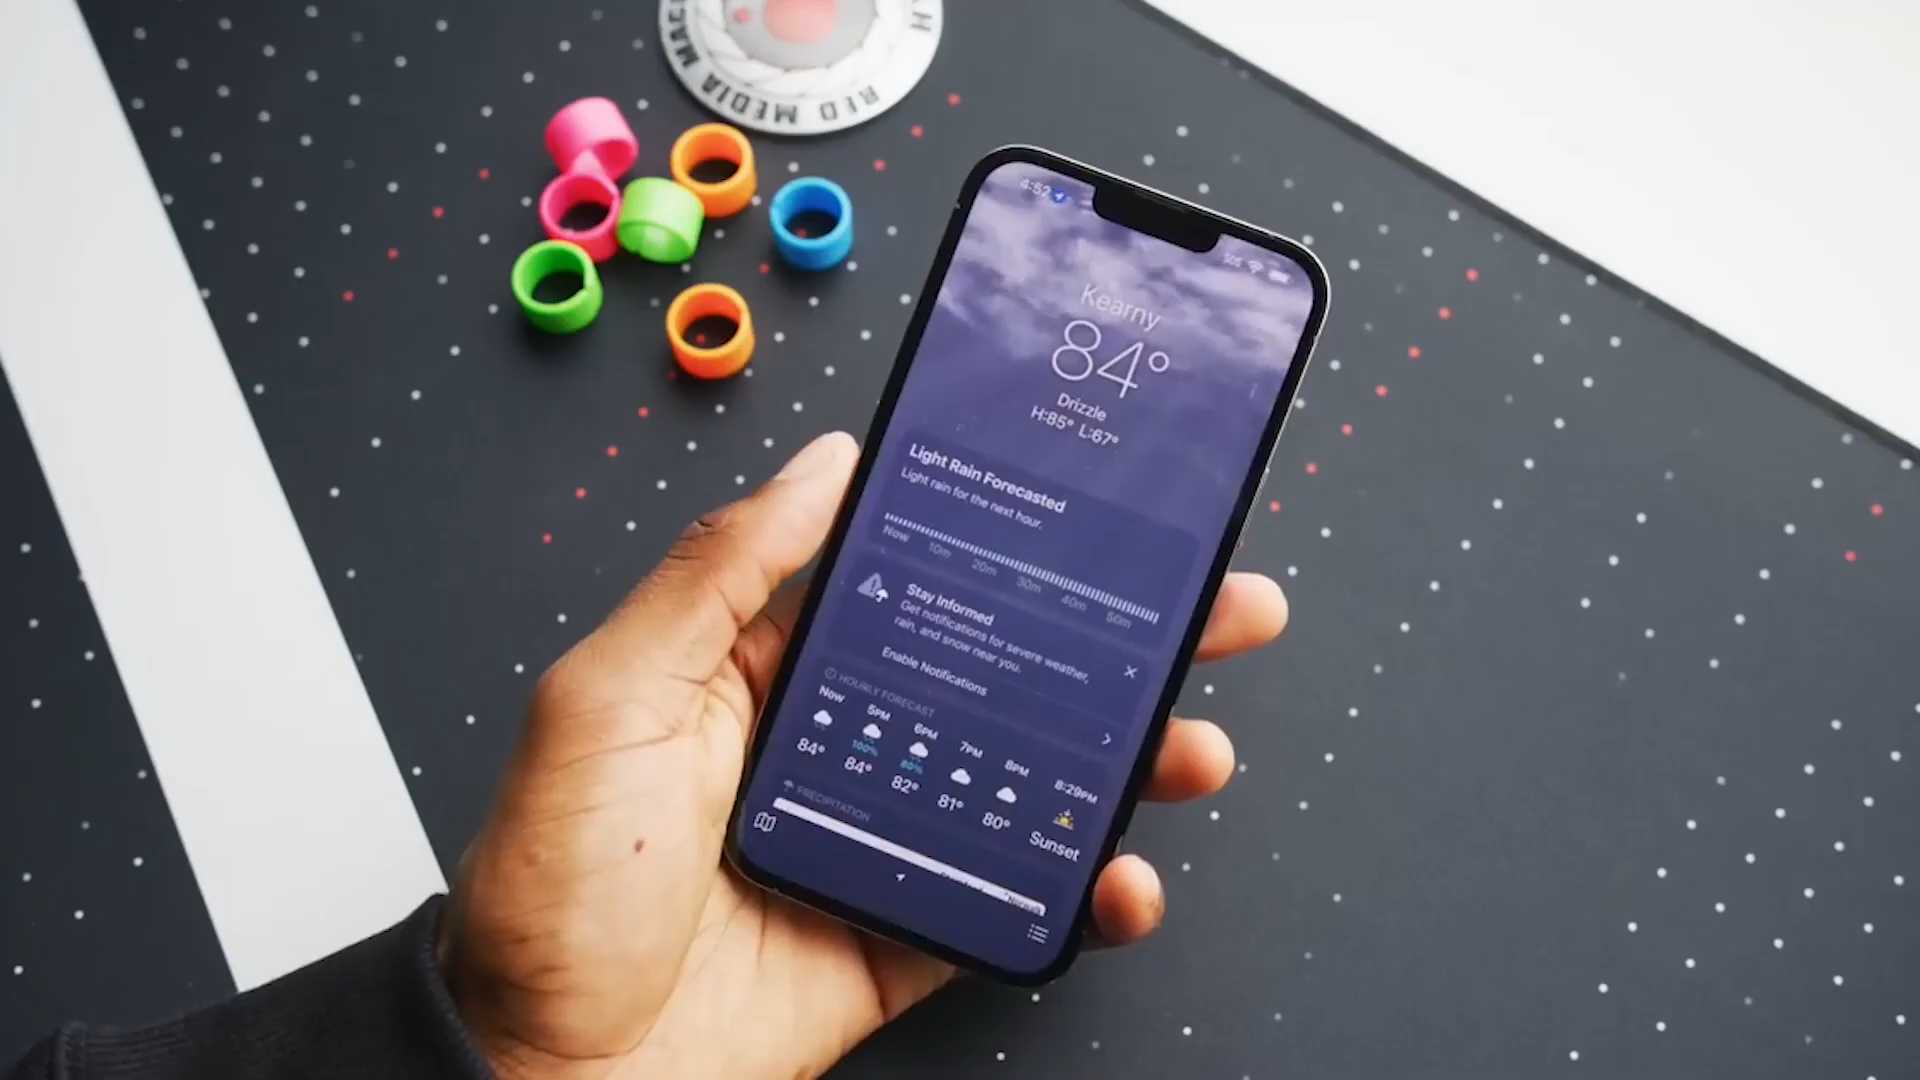 RED MEDIA MAG
4:52
SOS
Kearny
84°
Drizzle
H:85° L:67°
Light Rain Forecasted
Light rain for the next hour.
Now 10m 20m 30m 40m 50m
Stay Informed
Get notifications for severe weather,
rain, and snow near you.
Enable Notifications
HOURLY FORECAST
Now 5PM 6PM 7PM 8PM 8:29PM
100% 80%
84° 84° 82° 81° 80° Sunset
PRECIPITATION